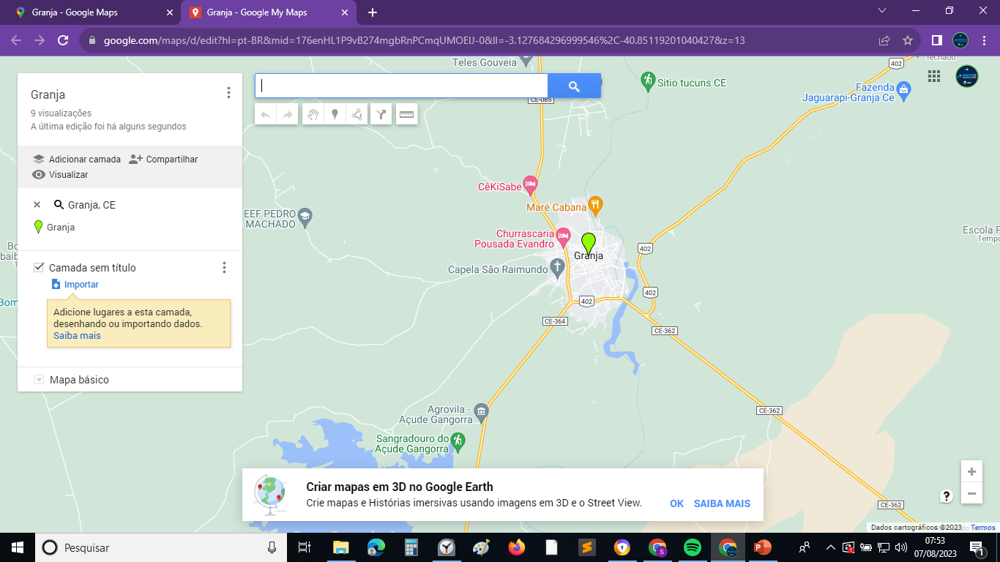 Granja - Google Maps
Granja - Google My Maps
google.com/maps/d/edit?hl=pt-BR&mid=176enHL1P9vB274mgbRnPCmqUMOEIJ-0&ll=-3.127684296999546%2C-40.85119201040427&z=13
Granja
9 visualizações
A última edição foi há alguns segundos
Adicionar camada
Compartilhar
Visualizar
Granja, CE
Granja
Camada sem título
Importar
Adicione lugares a esta camada,
desenhando ou importando dados.
Saiba mais
Mapa básico
Teles Gouveia
CE-085
Sitio tucuns CE
402
Fazenda
Jaguarapi-Granja Ce
CêKiSabe
Maré Cabana
EEF PEDRO
MACHADO
Churrascaria
Pousada Evandro
Granja
402
Escola P
Capela São Raimundo
402
402
CE-364
CE-362
Agrovila -
Açude Gangorra
CE-362
Sangradouro do
Açude Gangorra
CE-362
Criar mapas em 3D no Google Earth
Crie mapas e Histórias imersivas usando imagens em 3D e o Street View.
OK
SAIBA MAIS
?
Dados cartográficos ©2023
Termos
Pesquisar
07:53
07/08/2023
1